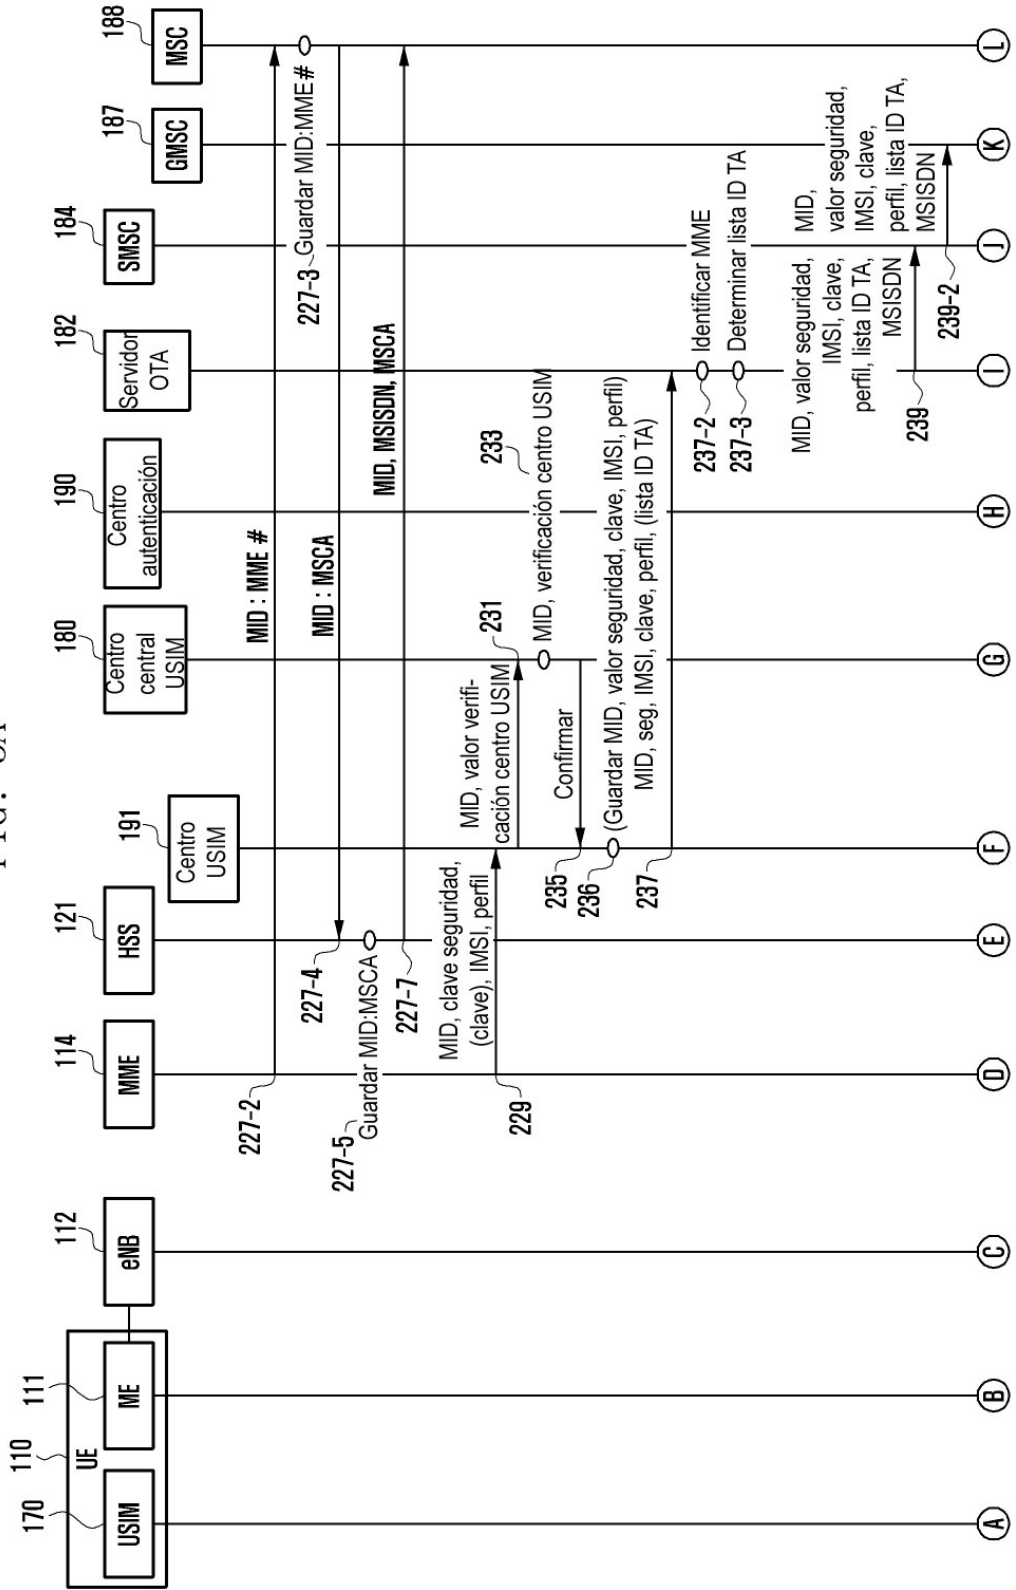 110
170
111
112
114
121
191
180
190
182
184
187
188
UE
USIM
ME
eNB
MME
HSS
Centro
USIM
Centro
central
USIM
Centro
autenticación
Servidor
OTA
SMSC
GMSC
MSC
227-2
MID : MME #
227-3
Guardar MID:MME#
227-4
MID : MSCA
227-5
Guardar MID:MSCA
227-7
MID, MSISDN, MSCA
229
MID, clave seguridad,
(clave), IMSI, perfil
MID, valor verifi-
cación centro USIM
231
233
MID, verificación centro USIM
235
Confirmar
236
(Guardar MID, valor seguridad, clave, IMSI, perfil)
237
MID, seg, IMSI, clave, perfil, (lista ID TA)
237-2
Identificar MME
237-3
Determinar lista ID TA
MID, valor seguridad,
IMSI, clave,
perfil, lista ID TA,
MSISDN
239
MID,
valor seguridad,
IMSI, clave,
perfil, lista ID TA,
MSISDN
239-2
A
B
C
D
E
F
G
H
I
J
K
L